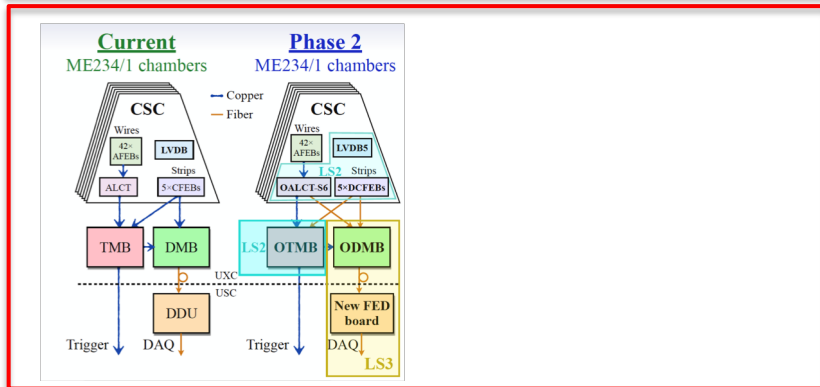 Current
ME234/1 chambers
Copper
Fiber
CSC
Wires
42×
AFEBs
LVDB
Strips
ALCT
5×CFEBs
TMB
DMB
UXC
USC
DDU
Trigger
DAQ
Phase 2
ME234/1 chambers
CSC
Wires
42×
AFEBs
LVDB5
LS2
Strips
OALCT-S6
5×DCFEBs
LS2
OTMB
ODMB
New FED
board
Trigger
DAQ
LS3